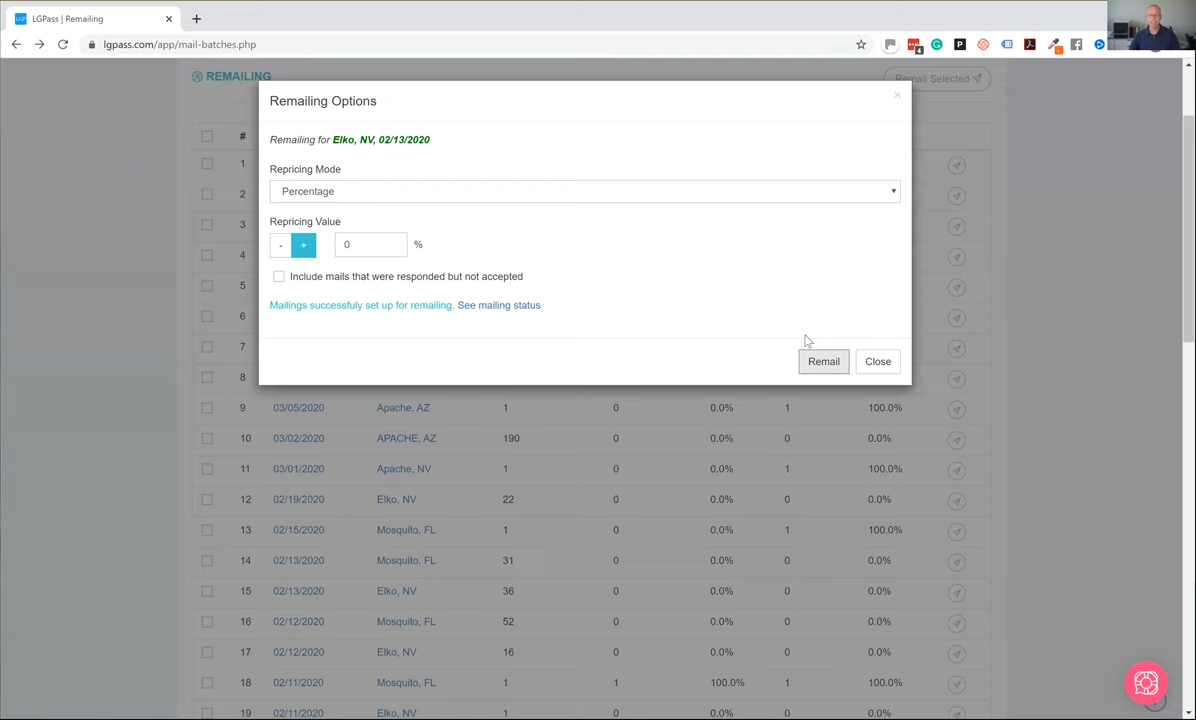 LGPass | Remailing
lgpass.com/app/mail-batches.php
4
REMAILING
Remail Selected
Remailing Options
Remailing for Elko, NV, 02/13/2020
Repricing Mode
Percentage
Repricing Value
- + 0 %
Include mails that were responded but not accepted
Mailings successfuly set up for remailing. See mailing status
Remail Close
#
1
2
3
4
5
6
7
8
9 03/05/2020 Apache, AZ 1 0 0.0% 1 100.0%
10 03/02/2020 APACHE, AZ 190 0 0.0% 0 0.0%
11 03/01/2020 Apache, NV 1 0 0.0% 1 100.0%
12 02/19/2020 Elko, NV 22 0 0.0% 0 0.0%
13 02/15/2020 Mosquito, FL 1 0 0.0% 1 100.0%
14 02/13/2020 Mosquito, FL 31 0 0.0% 0 0.0%
15 02/13/2020 Elko, NV 36 0 0.0% 0 0.0%
16 02/12/2020 Mosquito, FL 52 0 0.0% 0 0.0%
17 02/12/2020 Elko, NV 16 0 0.0% 0 0.0%
18 02/11/2020 Mosquito, FL 1 1 100.0% 1 100.0%
19 02/11/2020 Elko, NV 4 0 0.0% 0 0.0%